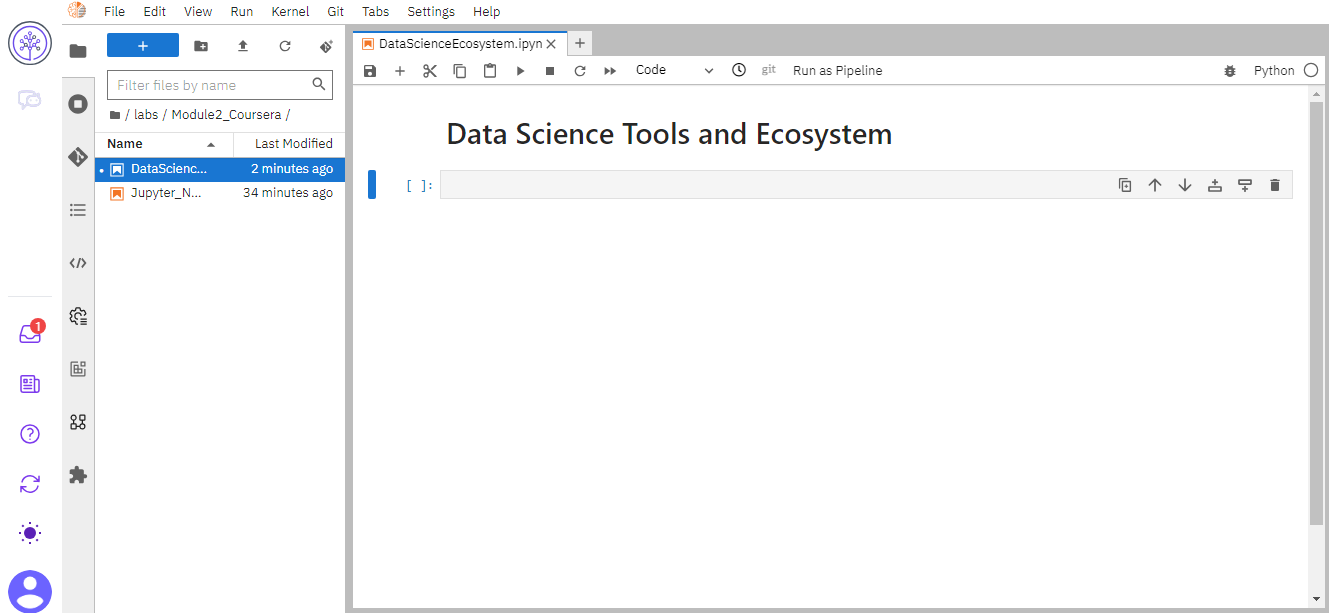 File Edit View Run Kernel Git Tabs Settings Help
+
Filter files by name
/ labs / Module2_Coursera /
Name Last Modified
DataScienc... 2 minutes ago
Jupyter_N... 34 minutes ago
1
DataScienceEcosystem.ipyn
Code git Run as Pipeline Python
Data Science Tools and Ecosystem
[ ]: